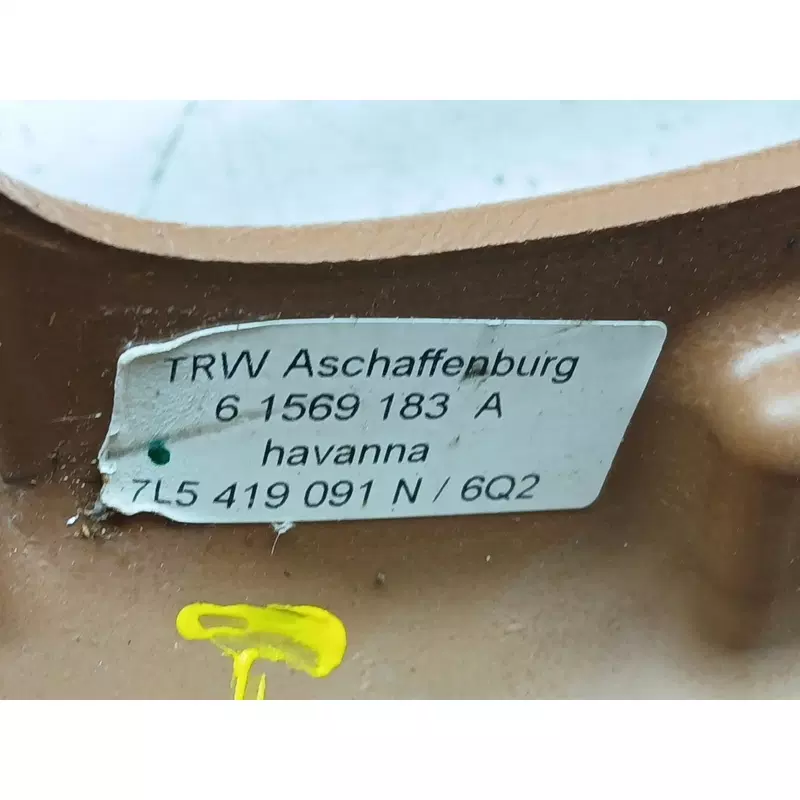 TRW Aschaffenburg
6 1569 183 A
havanna
7L5 419 091 N / 6Q2